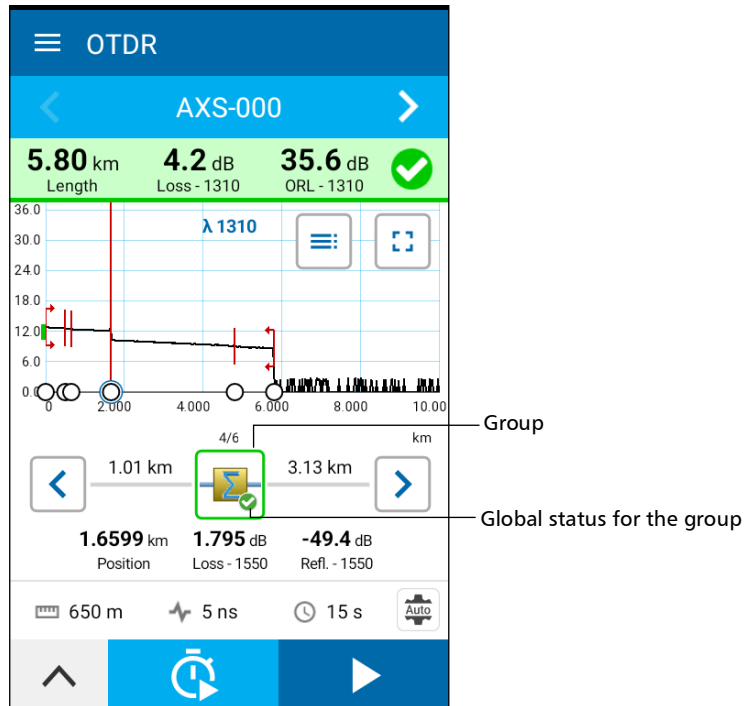 OTDR
AXS-000
5.80 km 4.2 dB 35.6 dB
Length Loss - 1310 ORL - 1310
36.0
λ 1310
30.0
24.0
18.0
12.0
6.0
0.0
0 2.000 4.000 6.000 8.000 10.00
Group
4/6 km
1.01 km Σ 3.13 km
Global status for the group
1.6599 km 1.795 dB -49.4 dB
Position Loss - 1550 Refl. - 1550
650 m 5 ns 15 s Auto